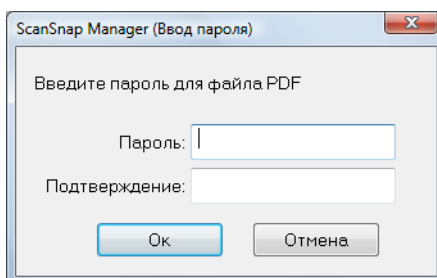 ScanSnap Manager (Ввод пароля)
Введите пароль для файла PDF
Пароль:
Подтверждение:
Ок Отмена